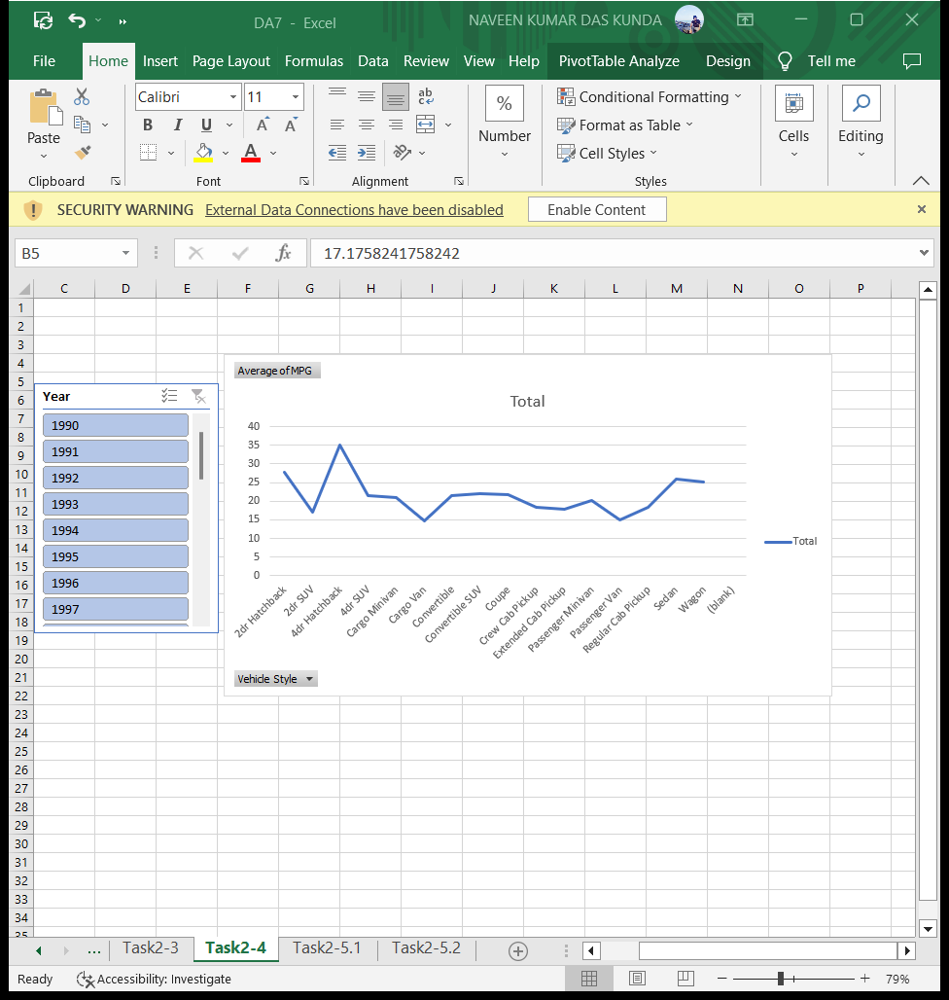 DA7 - Excel NAVEEN KUMAR DAS KUNDA
File Home Insert Page Layout Formulas Data Review View Help PivotTable Analyze Design Tell me
Calibri 11 ab % Conditional Formatting
Paste B I U A A Number Format as Table Cells Editing
A Cell Styles
Clipboard Font Alignment Styles
SECURITY WARNING External Data Connections have been disabled Enable Content
B5 fx 17.1758241758242
C D E F G H I J K L M N O P
1
2
3
4
5
6
7
8
9
10
11
12
13
14
15
16
17
18
19
20
21
22
23
24
25
26
27
28
29
30
31
32
33
34
35
Year
1990
1991
1992
1993
1994
1995
1996
1997
Average of MPG
Total
40
35
30
25
20
15
10
5
0
Total
2dr Hatchback
2dr SUV
4dr Hatchback
4dr SUV
Cargo Minivan
Cargo Van
Convertible
Convertible SUV
Coupe
Crew Cab Pickup
Extended Cab Pickup
Passenger Minivan
Passenger Van
Regular Cab Pickup
Sedan
Wagon
(blank)
Vehicle Style
... Task2-3 Task2-4 Task2-5.1 Task2-5.2
Ready Accessibility: Investigate 79%